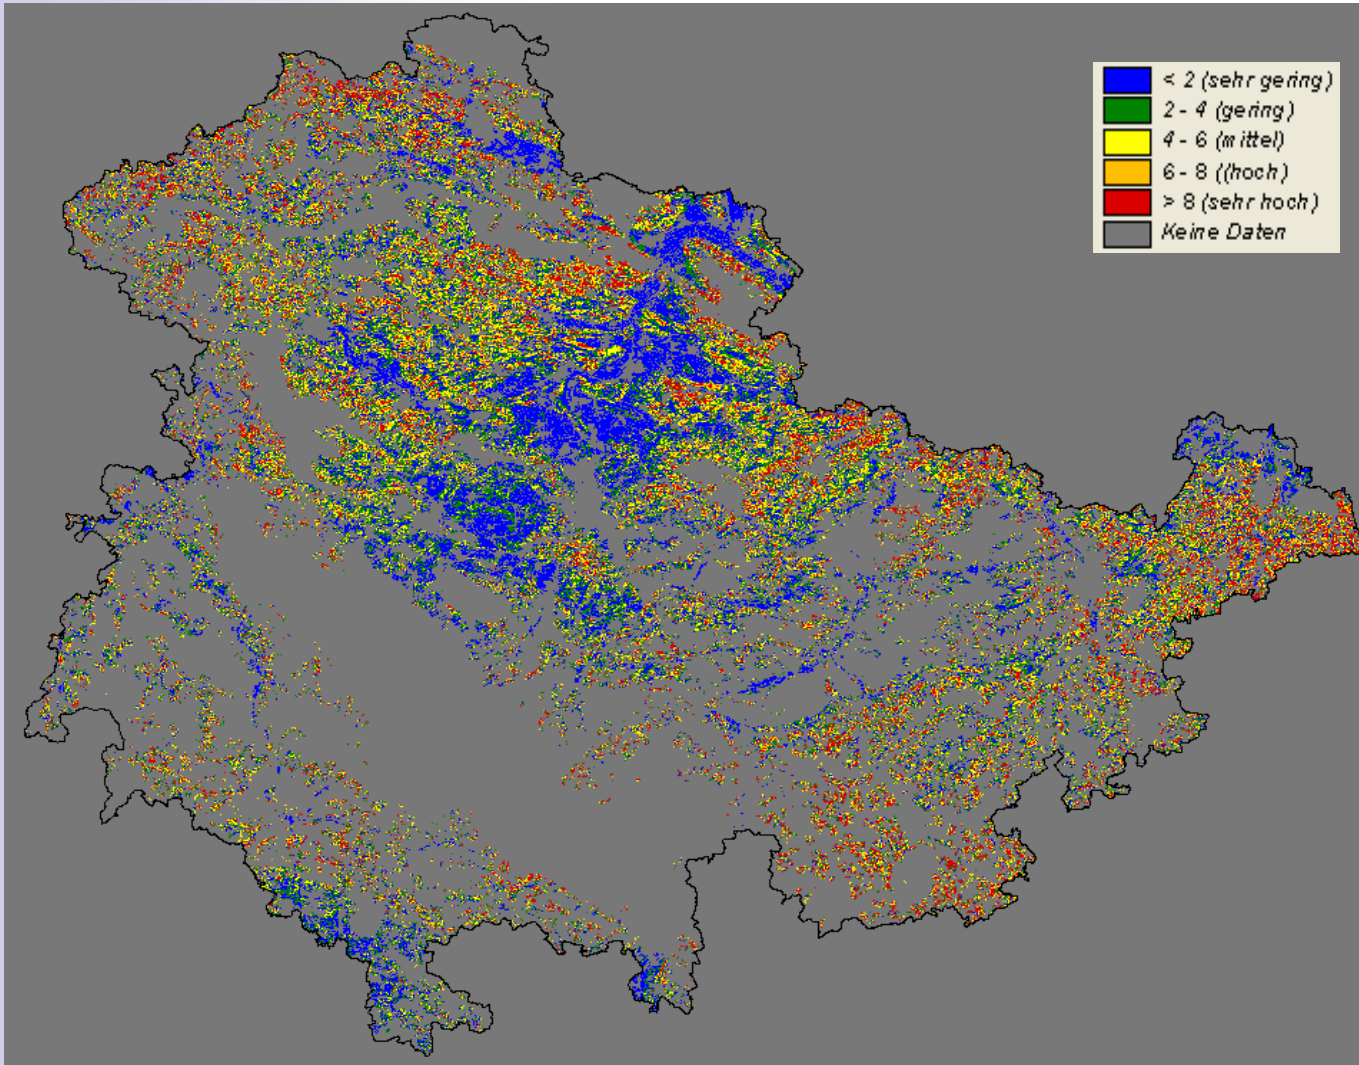 < 2 (sehr gering)
2 - 4 (gering)
4 - 6 (mittel)
6 - 8 ((hoch)
> 8 (sehr hoch)
Keine Daten